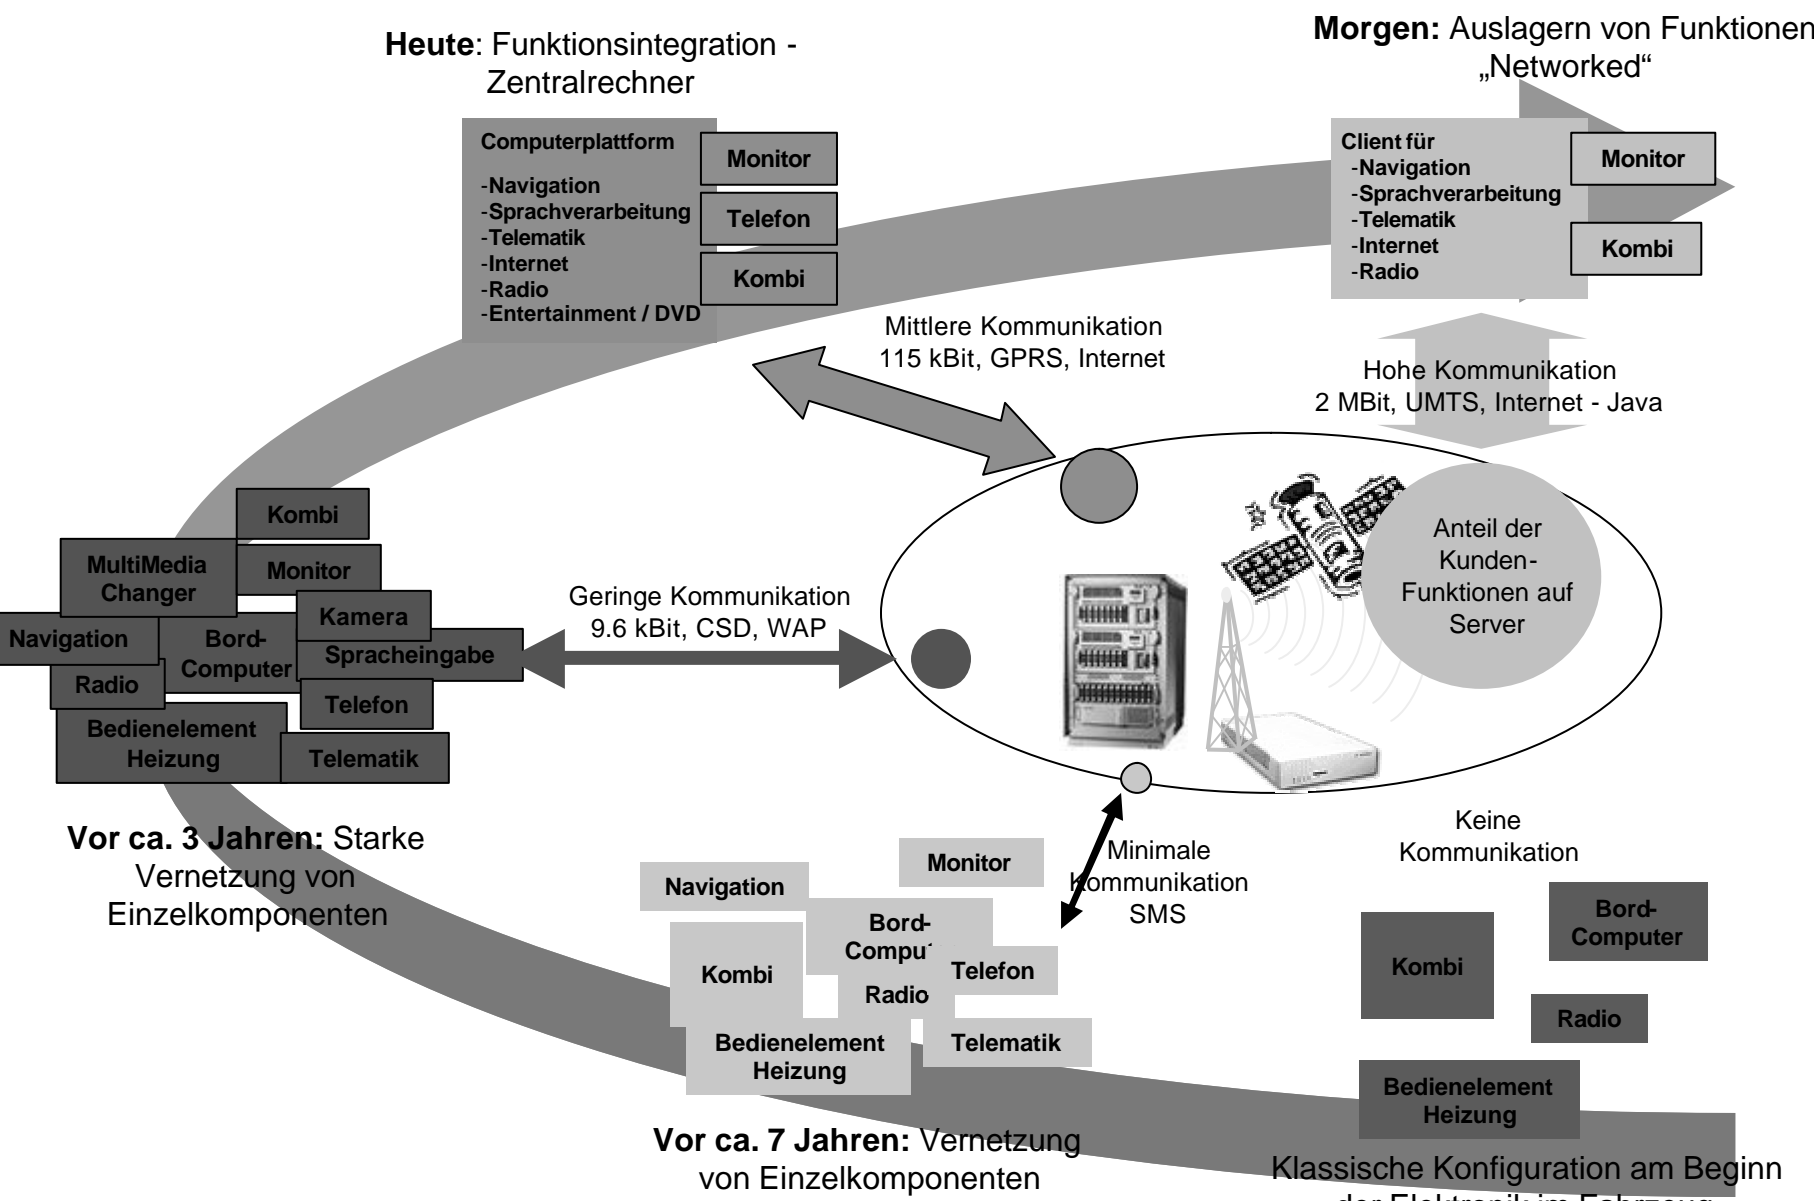 Heute: Funktionsintegration -
Zentralrechner
Morgen: Auslagern von Funktionen
„Networked“
Computerplattform
-Navigation
-Sprachverarbeitung
-Telematik
-Internet
-Radio
-Entertainment / DVD
Monitor
Telefon
Kombi
Client für
-Navigation
-Sprachverarbeitung
-Telematik
-Internet
-Radio
Monitor
Kombi
Mittlere Kommunikation
115 kBit, GPRS, Internet
Hohe Kommunikation
2 MBit, UMTS, Internet - Java
Kombi
MultiMedia
Changer
Monitor
Kamera
Navigation
Bord-
Computer
Spracheingabe
Radio
Telefon
Bedienelement
Heizung
Telematik
Geringe Kommunikation
9.6 kBit, CSD, WAP
Anteil der
Kunden-
Funktionen auf
Server
Vor ca. 3 Jahren: Starke
Vernetzung von
Einzelkomponenten
Minimale
Kommunikation
SMS
Keine
Kommunikation
Monitor
Navigation
Bord-
Comput
Kombi
Telefon
Radio
Bedienelement
Heizung
Telematik
Bord-
Computer
Kombi
Radio
Bedienelement
Heizung
Vor ca. 7 Jahren: Vernetzung
von Einzelkomponenten
Klassische Konfiguration am Beginn
der Elektronik im Fahrzeug